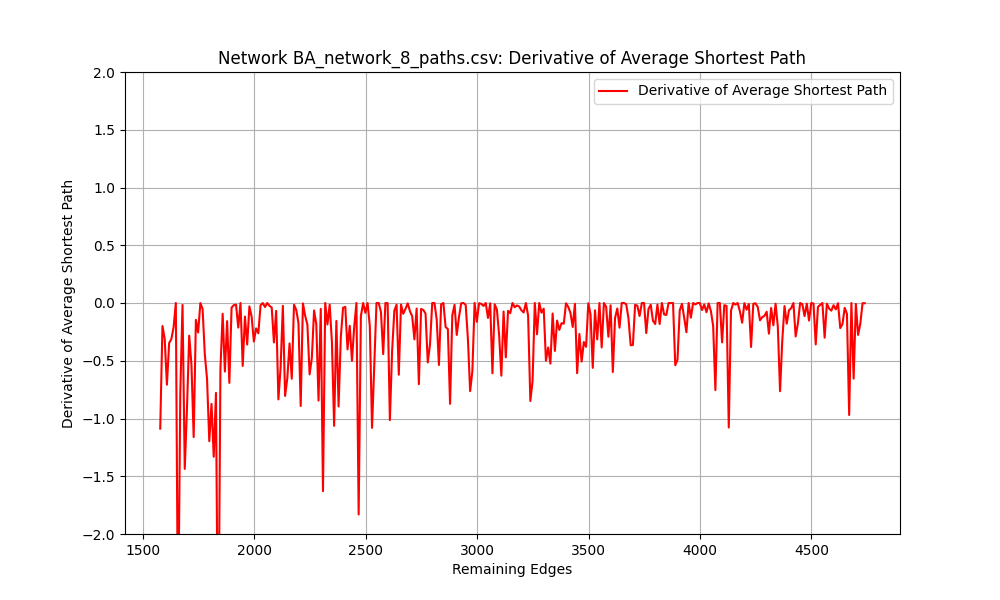 Network BA_network_8_paths.csv: Derivative of Average Shortest Path
Derivative of Average Shortest Path
2.0
1.5
1.0
0.5
0.0
−0.5
−1.0
−1.5
−2.0
Derivative of Average Shortest Path
1500 2000 2500 3000 3500 4000 4500
Remaining Edges